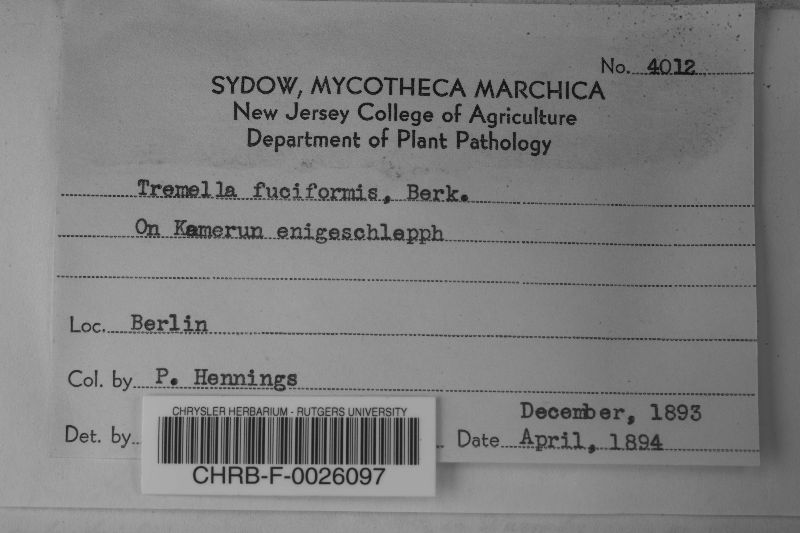 No. 4012
SYDOW, MYCOTHECA MARCHICA
New Jersey College of Agriculture
Department of Plant Pathology
Tremella fuciformis, Berk.
On Kamerun enigeschlepph
Loc. Berlin
Col. by P. Hennings
December, 1893
Det. by
Date April, 1894
CHRYSLER HERBARIUM - RUTGERS UNIVERSITY
CHRB-F-0026097